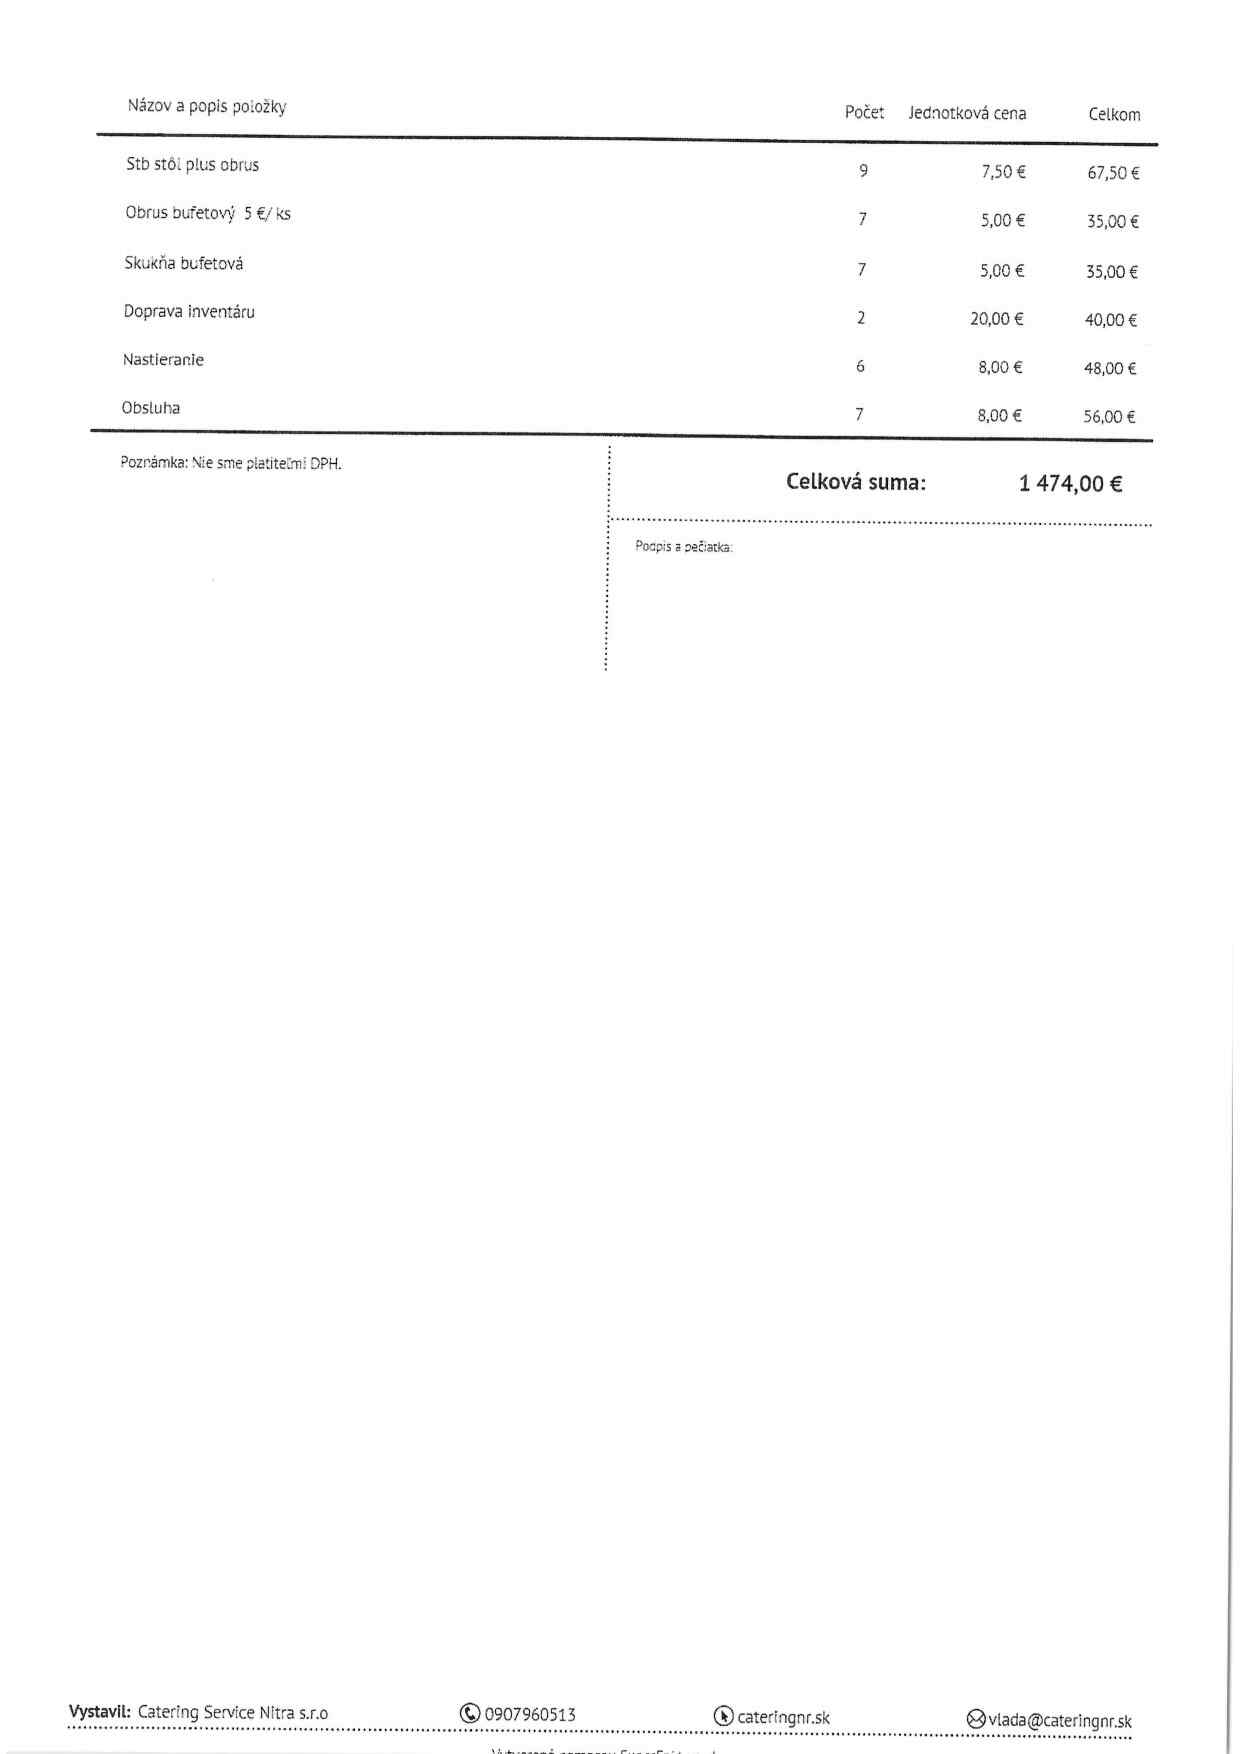 Názov a popis položky Počet Jednotková cena Celkom
Stb stôl plus obrus 9 7,50 € 67,50 €
Obrus bufetový 5 €/ ks 7 5,00 € 35,00 €
Skukňa bufetová 7 5,00 € 35,00 €
Doprava inventáru 2 20,00 € 40,00 €
Nastieranie 6 8,00 € 48,00 €
Obsluha 7 8,00 € 56,00 €
Poznámka: Nie sme platiteľmi DPH.
Celková suma: 1 474,00 €
Podpis a pečiatka:
Vystavil: Catering Service Nitra s.r.o 0907960513 cateringnr.sk vlada@cateringnr.sk